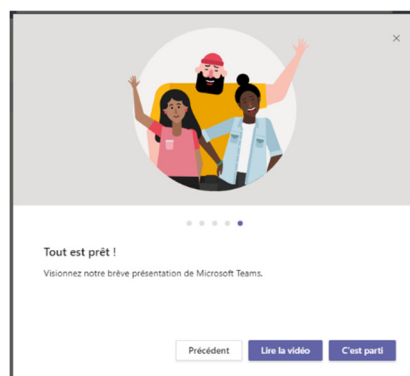 Tout est prêt !
Visionnez notre brève présentation de Microsoft Teams.
Précédent
Lire la vidéo
C'est parti